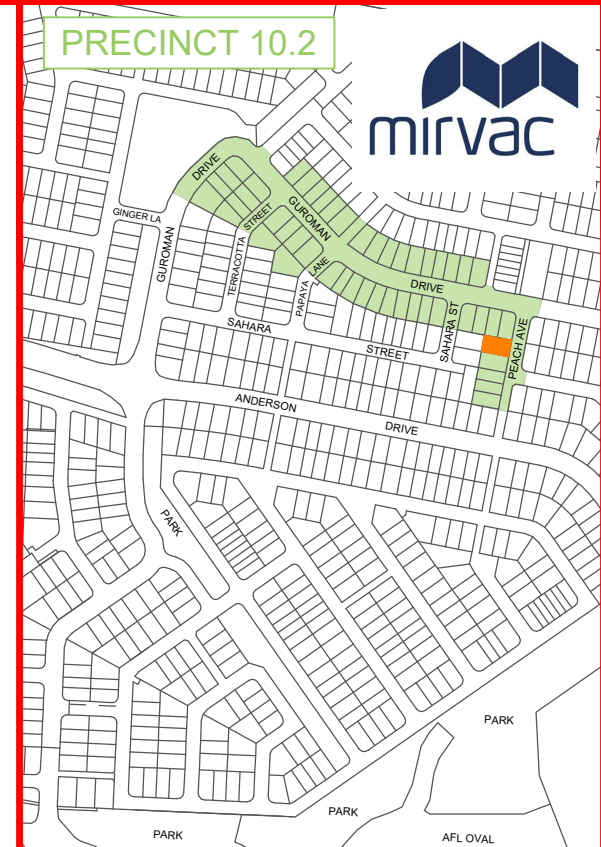 PRECINCT 10.2
mirvac
DRIVE
STREET
GUROMAN
GINGER LA
GUROMAN
TERRACOTTA
LANE
PAPAYA
DRIVE
SAHARA ST
PEACH AVE
SAHARA
STREET
ANDERSON
DRIVE
PARK
PARK
PARK
PARK
AFL OVAL